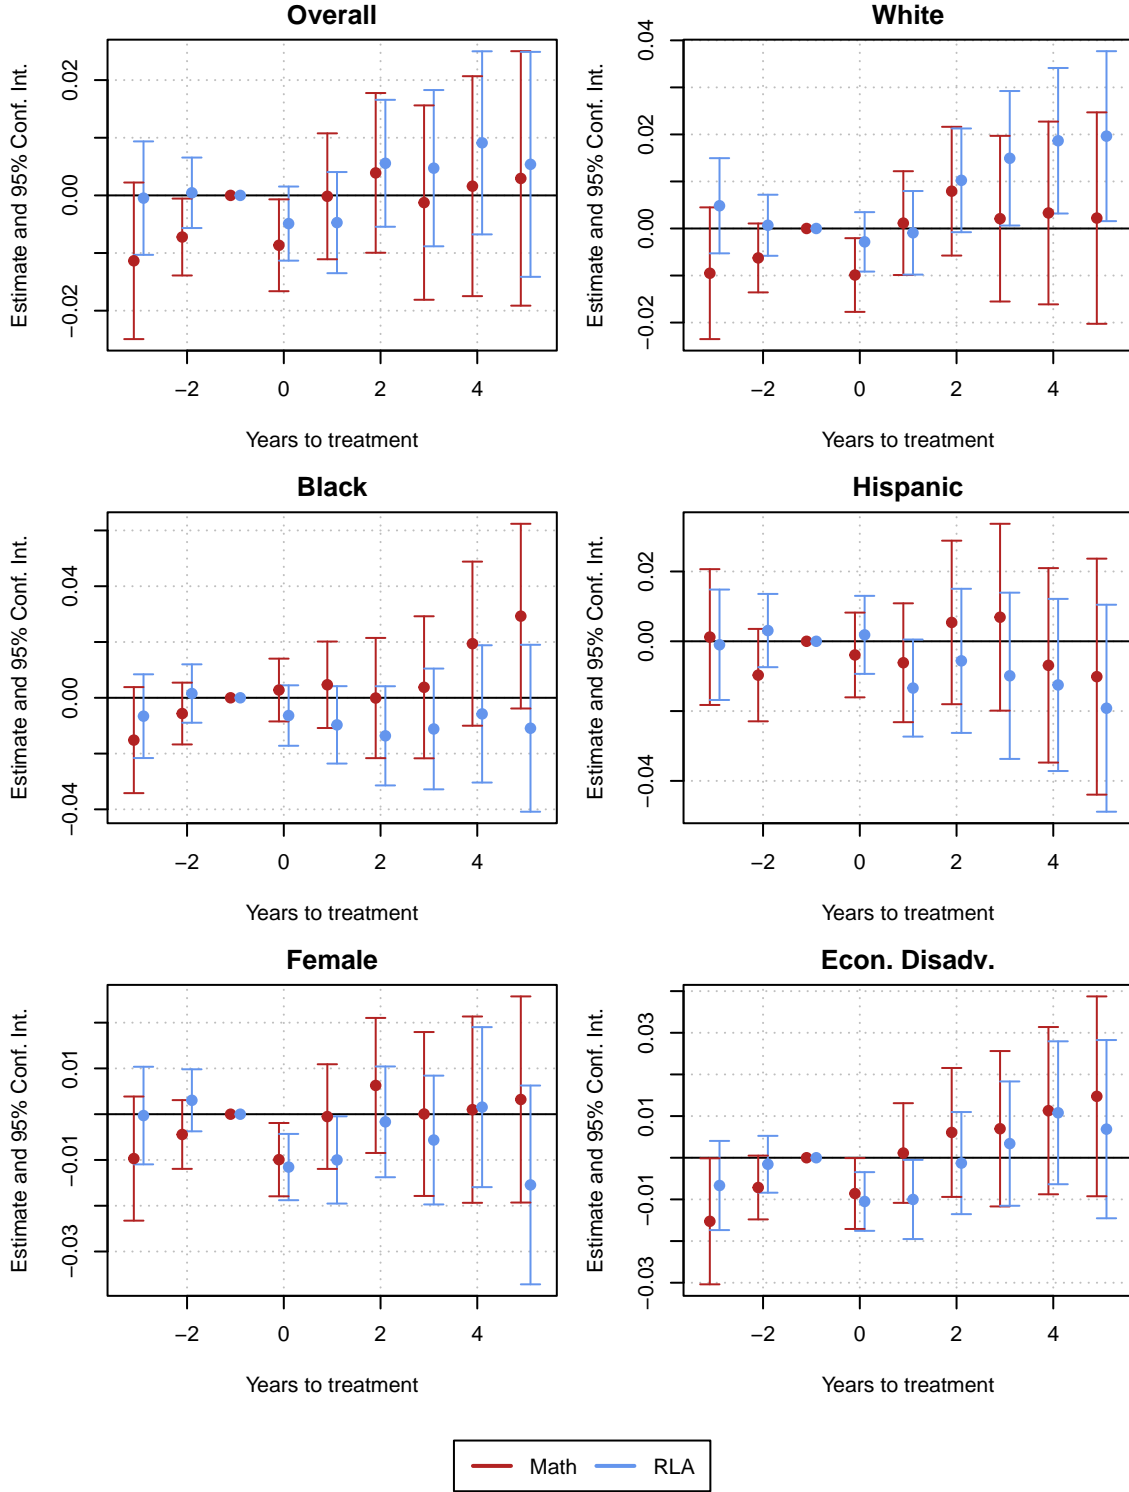 Overall
White
Estimate and 95% Conf. Int.
0.02
0.00
−0.02
−2
0
2
4
Years to treatment
Estimate and 95% Conf. Int.
0.04
0.02
0.00
−0.02
−2
0
2
4
Years to treatment
Black
Hispanic
Estimate and 95% Conf. Int.
0.04
0.00
−0.04
−2
0
2
4
Years to treatment
Estimate and 95% Conf. Int.
0.02
0.00
−0.04
−2
0
2
4
Years to treatment
Female
Econ. Disadv.
Estimate and 95% Conf. Int.
0.01
−0.01
−0.03
−2
0
2
4
Years to treatment
Estimate and 95% Conf. Int.
0.03
0.01
−0.01
−0.03
−2
0
2
4
Years to treatment
Math RLA